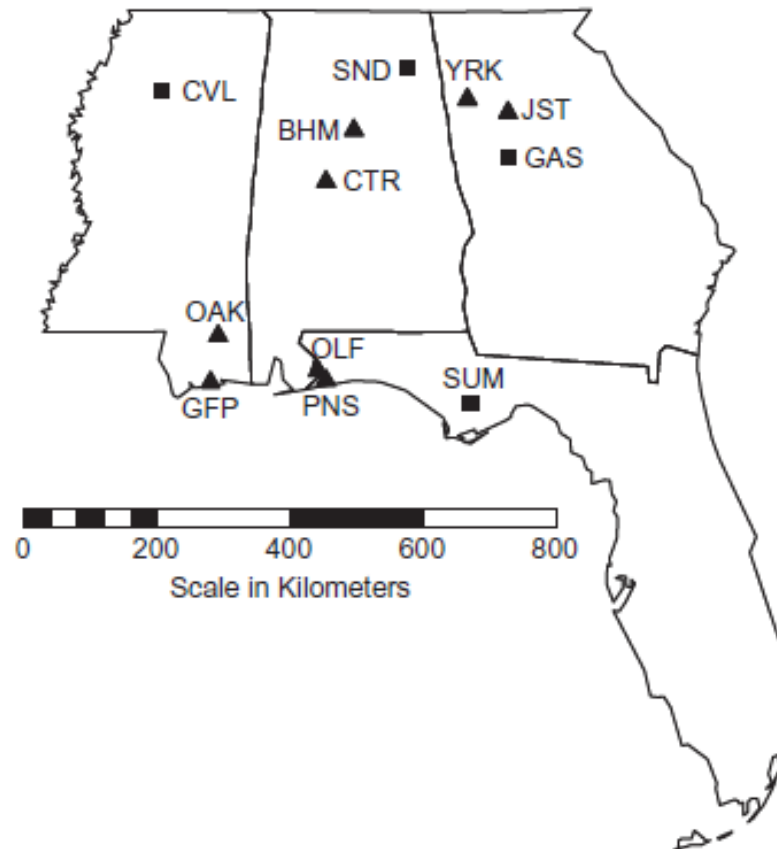 SND
YRK
CVL
JST
BHM
GAS
CTR
OAK
OLF
SUM
GFP
PNS
0 200 400 600 800
Scale in Kilometers